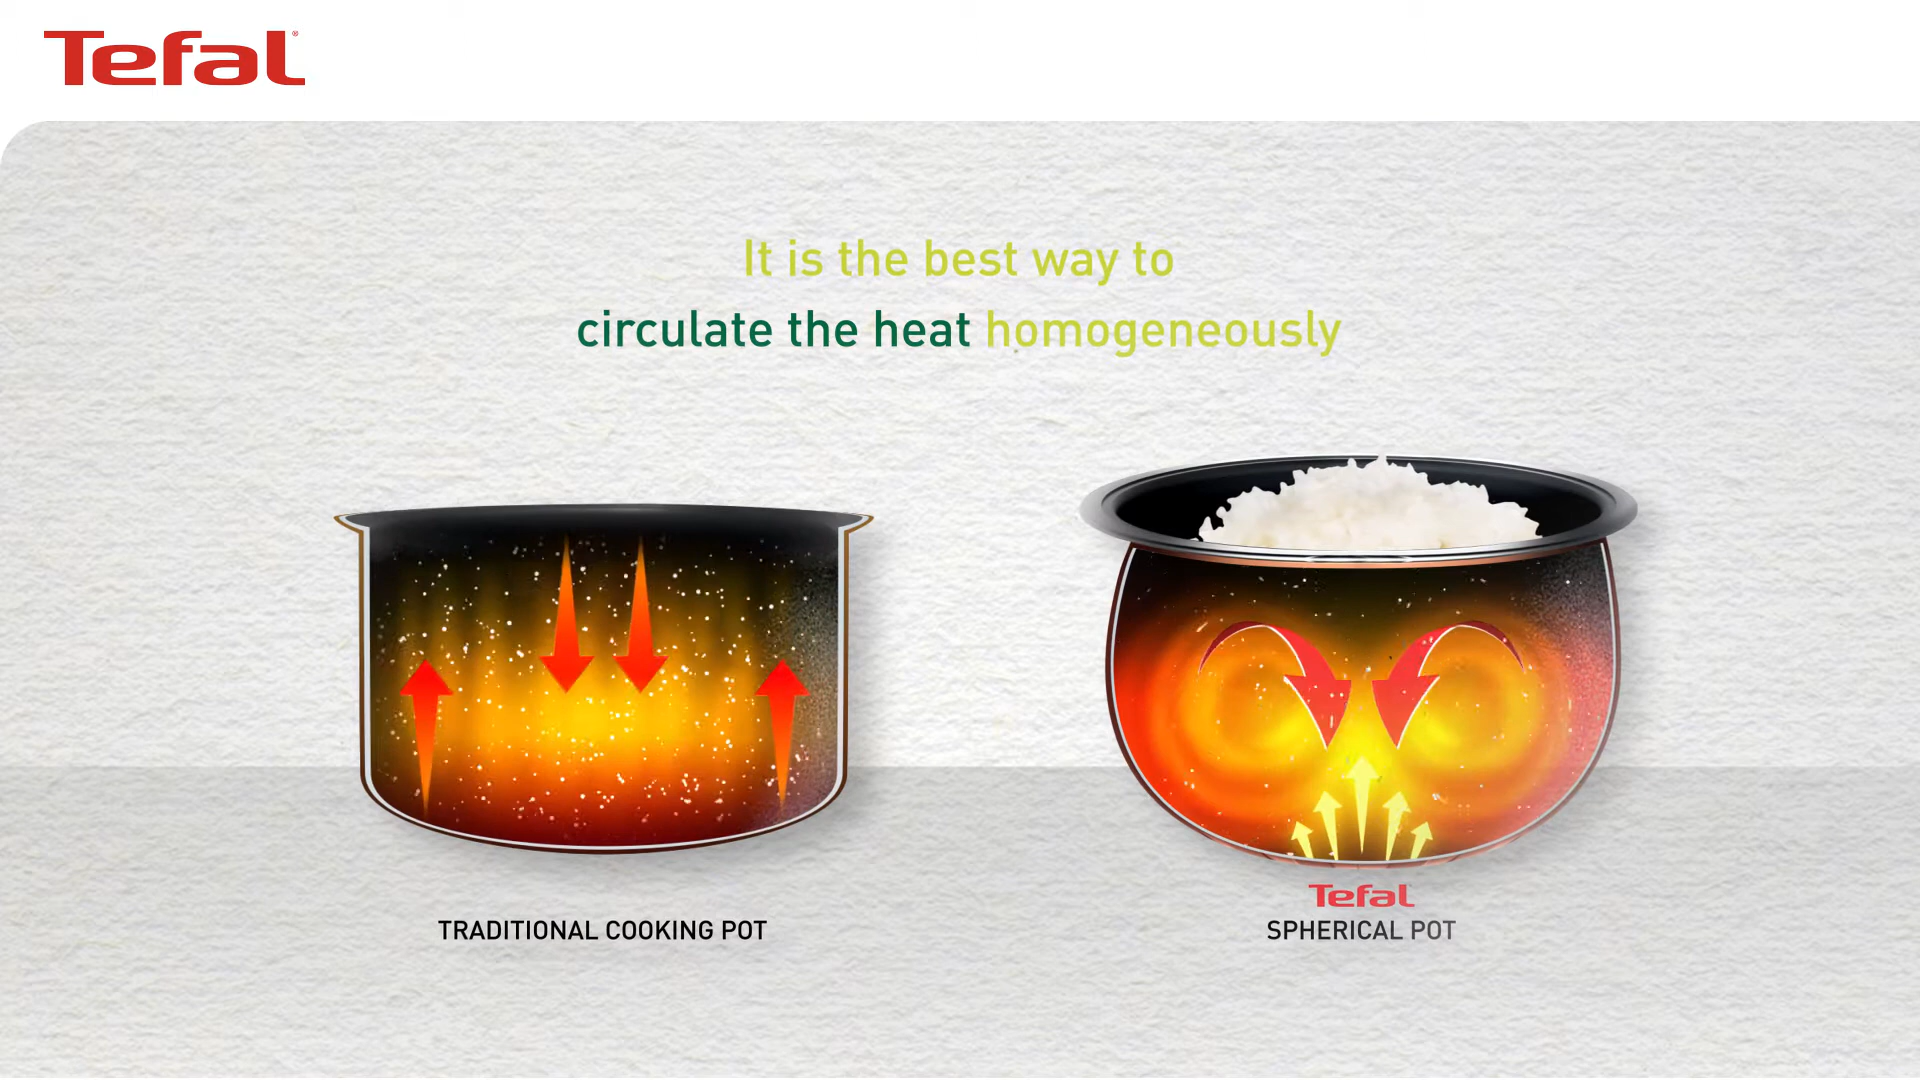 Tefal
It is the best way to
circulate the heat homogeneously
TRADITIONAL COOKING POT
Tefal
SPHERICAL POT